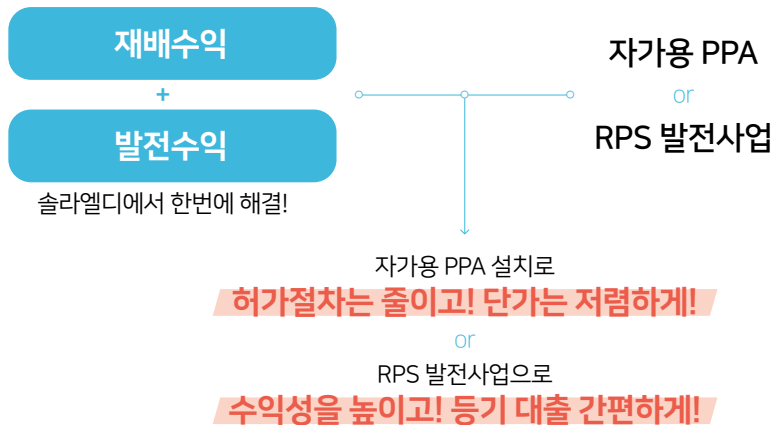 재배수익
+
발전수익
솔라엘디에서 한번에 해결!
자가용 PPA
or
RPS 발전사업
자가용 PPA 설치로
허가절차는 줄이고! 단가는 저렴하게!
or
RPS 발전사업으로
수익성을 높이고! 등기 대출 간편하게!